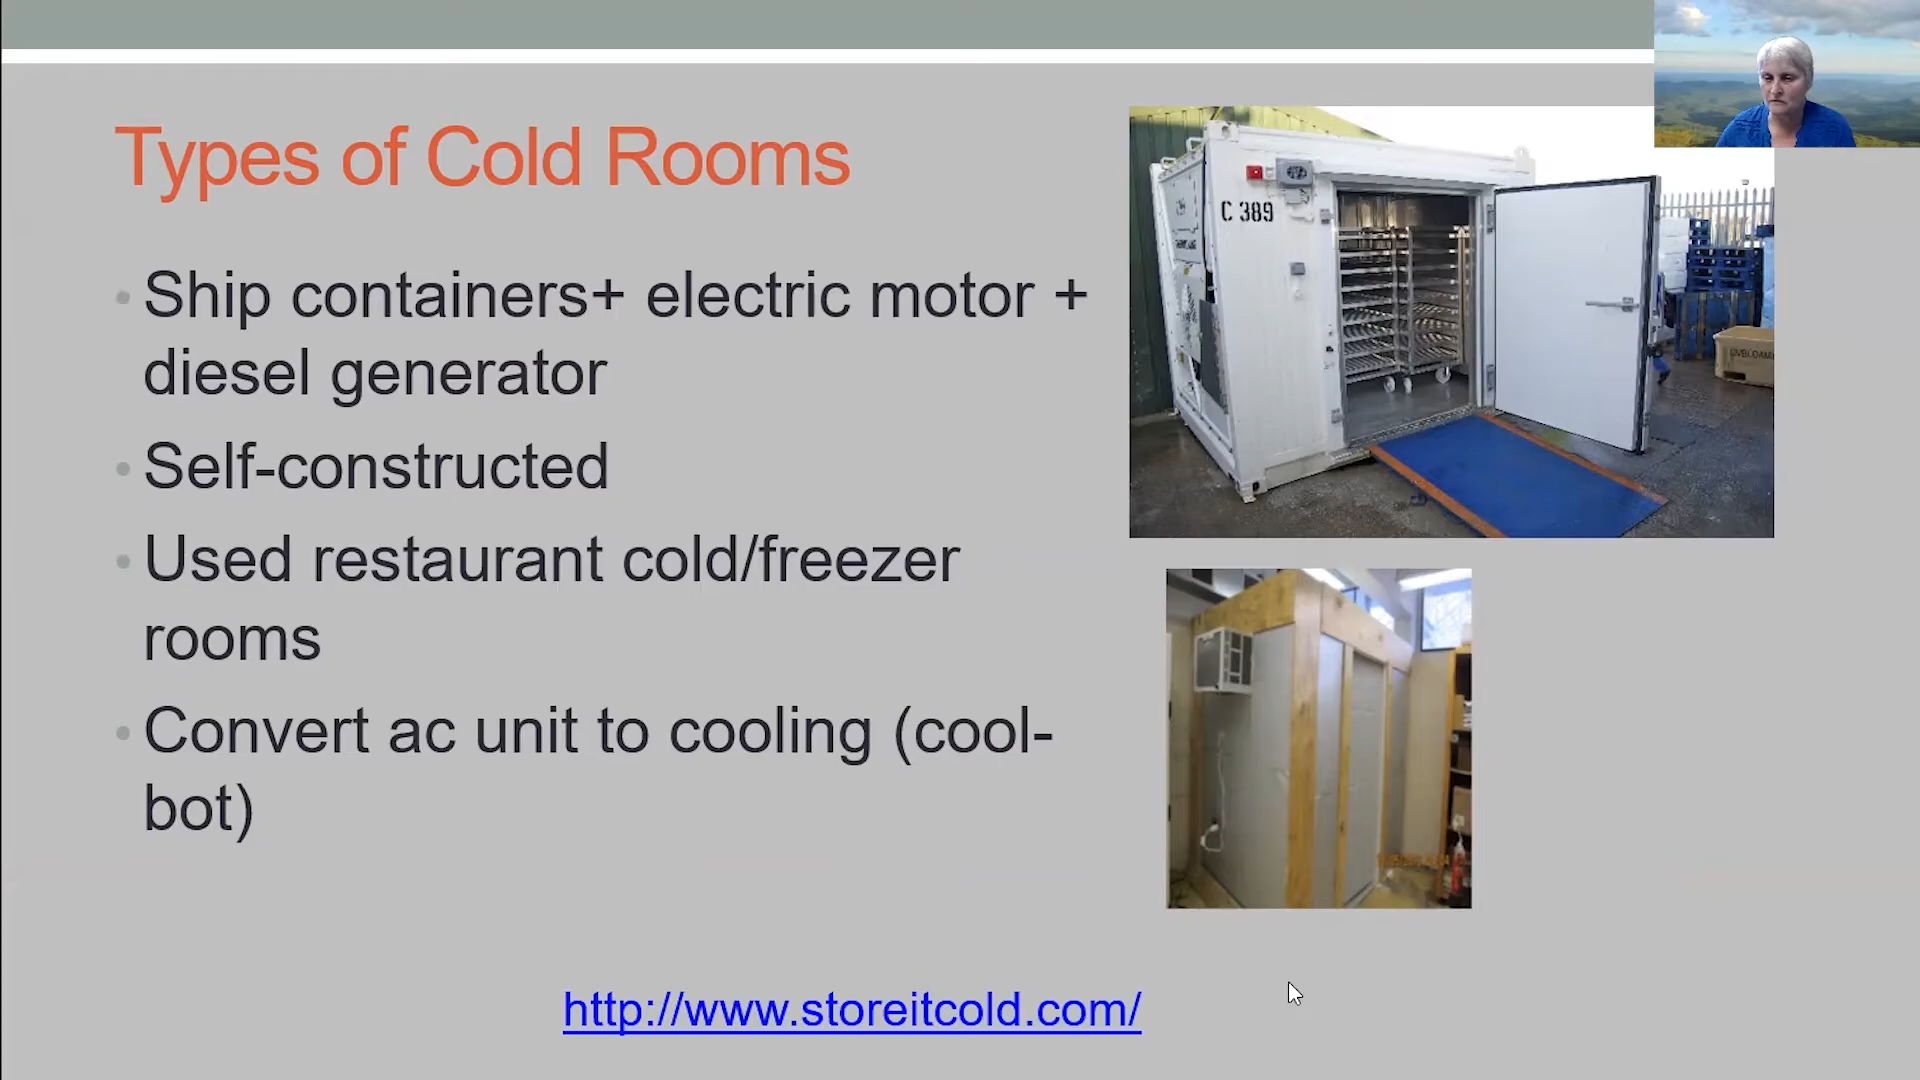 Types of Cold Rooms
Ship containers+ electric motor +
diesel generator
Self-constructed
Used restaurant cold/freezer
rooms
Convert ac unit to cooling (cool-
bot)
C 389
http://www.storeitcold.com/